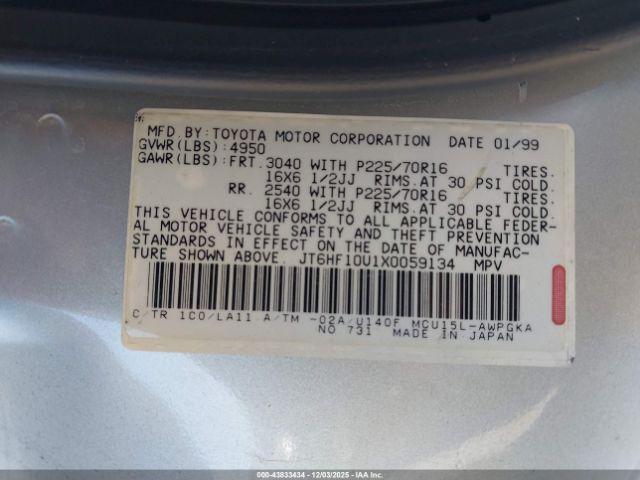 MFD.BY:TOYOTA MOTOR CORPORATION DATE 01/99
GVWR(LBS):4950
GAWR(LBS):FRT.3040 WITH P225/70R16 TIRES.
16X6 1/2JJ RIMS.AT 30 PSI COLD.
RR. 2540 WITH P225/70R16 TIRES.
16X6 1/2JJ RIMS.AT 30 PSI COLD.
THIS VEHICLE CONFORMS TO ALL APPLICABLE FEDER-
AL MOTOR VEHICLE SAFETY AND THEFT PREVENTION
STANDARDS IN EFFECT ON THE DATE OF MANUFAC-
TURE SHOWN ABOVE. JT6HF10U1X0059134 MPV
C/TR 1C0/LA11 A/TM -02A/U140F MCU15L-AWPGKA
NO 731 MADE IN JAPAN
000-43833434 - 12/03/2025 - IAAI.COM